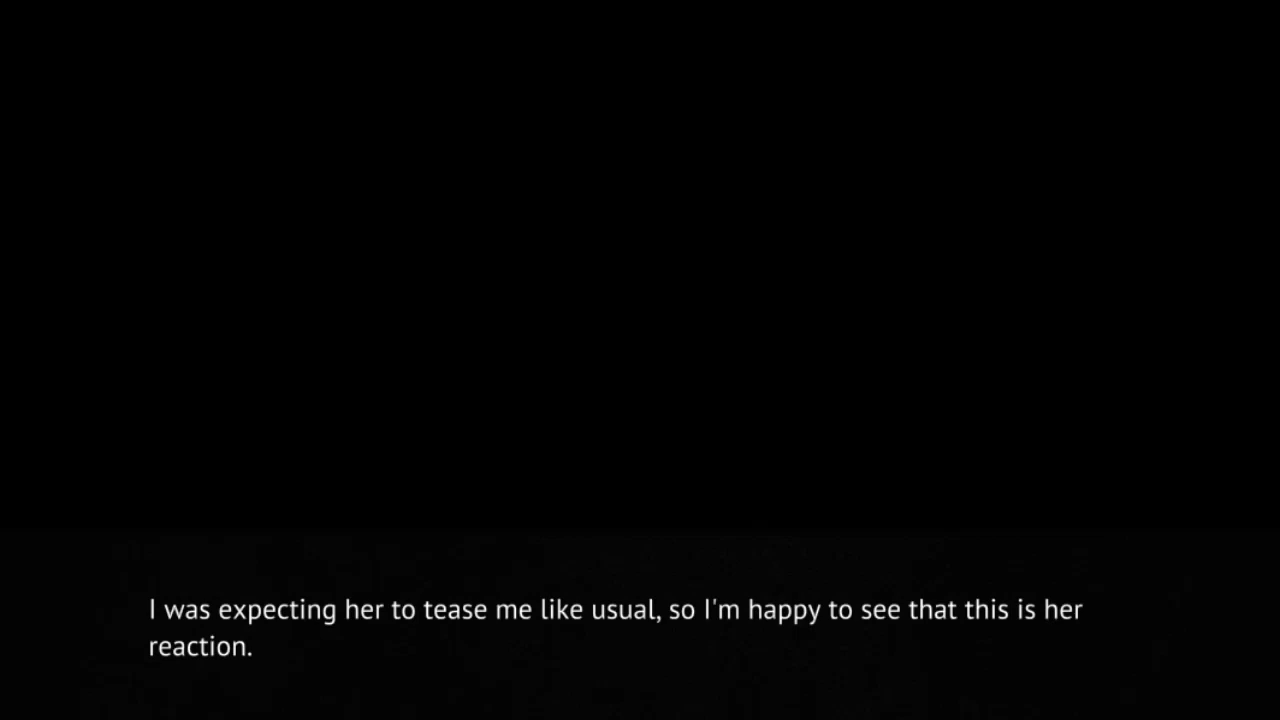 I was expecting her to tease me like usual, so I'm happy to see that this is her
reaction.